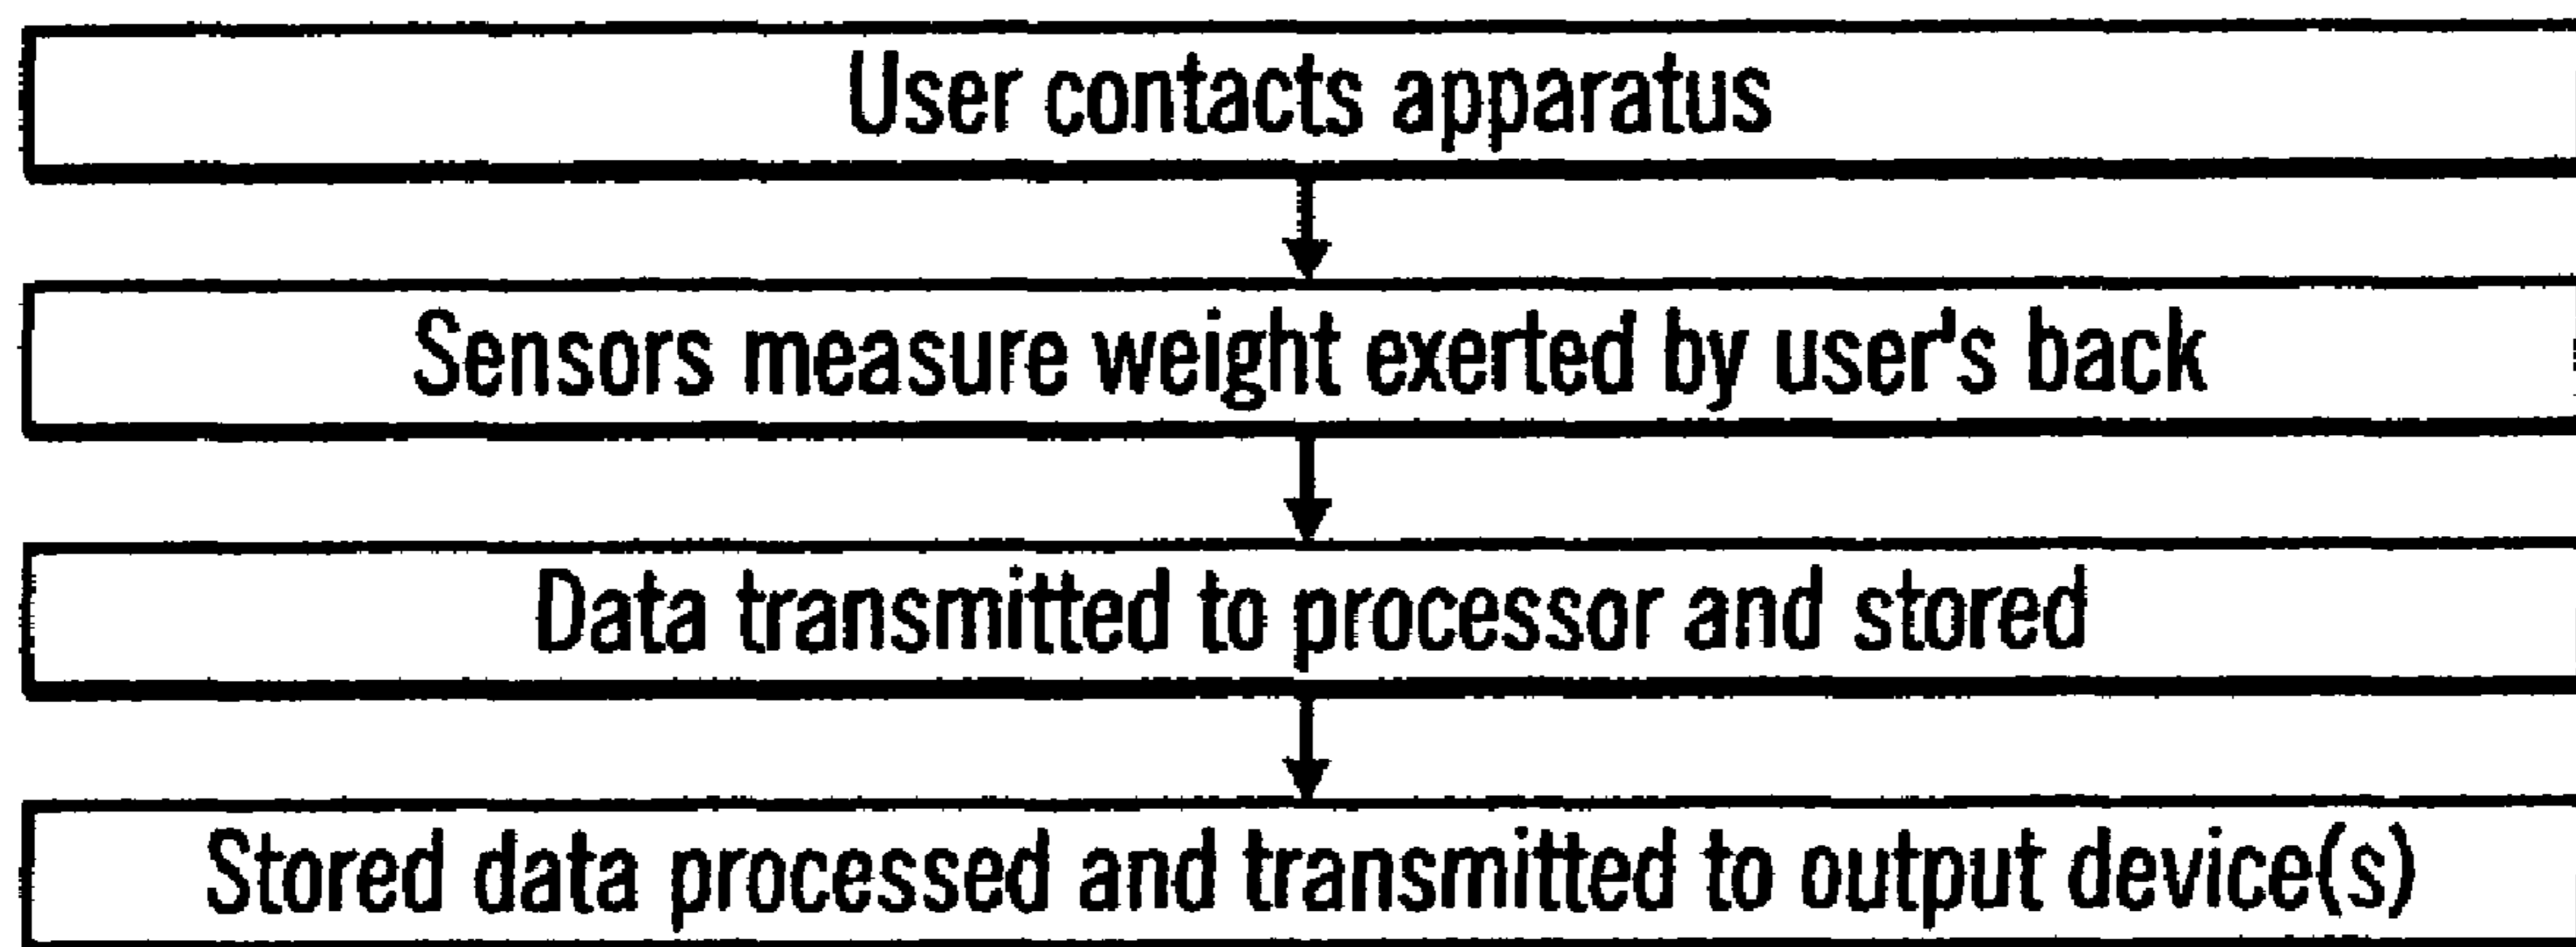 User contacts apparatus
Sensors measure weight exerted by user's back
Data transmitted to processor and stored
Stored data processed and transmitted to output device(s)